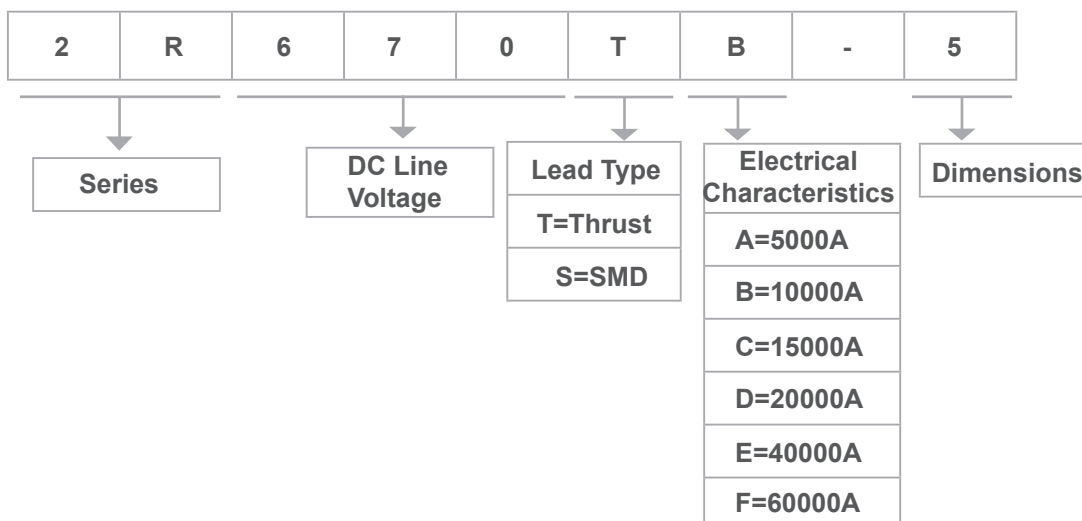 2 R 6 7 0 T B - 5
Series
DC Line
Voltage
Lead Type
T=Thrust
S=SMD
Electrical
Characteristics
A=5000A
B=10000A
C=15000A
D=20000A
E=40000A
F=60000A
Dimensions